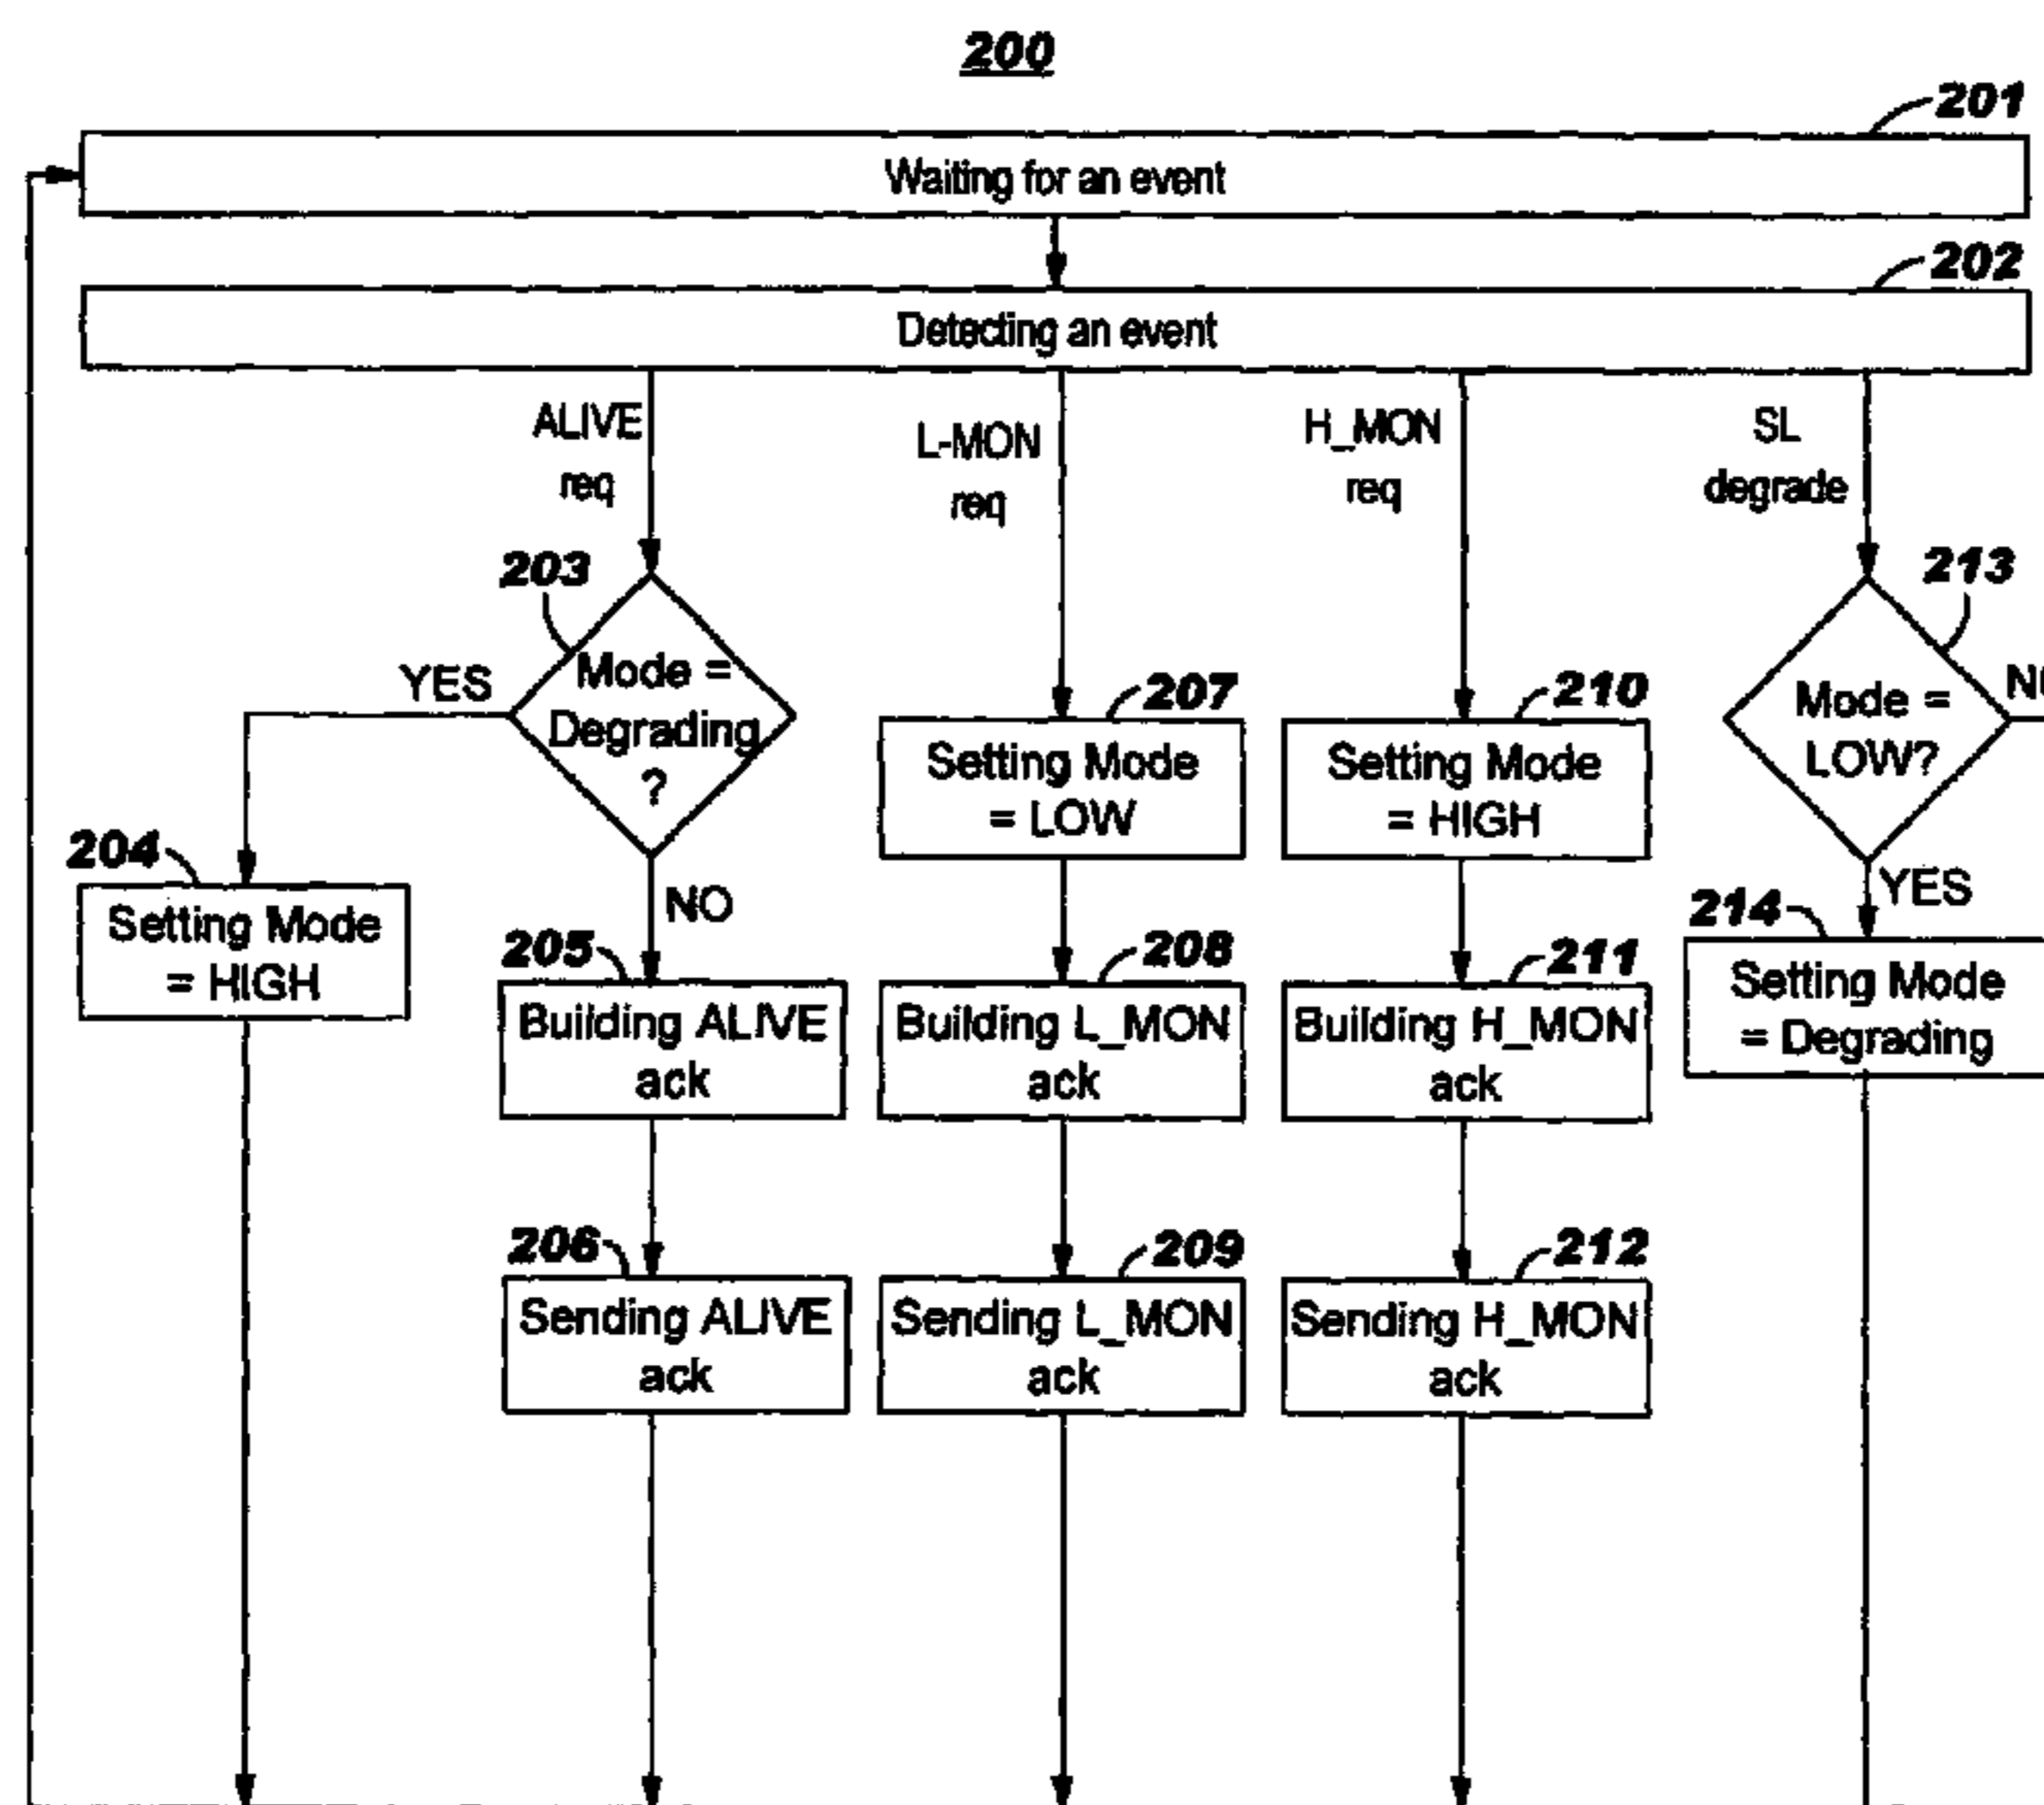 200
201
Waiting for an event
202
Detecting an event
ALIVE
req
L-MON
req
H_MON
req
SL
degrade
203
Mode =
Degrading
?
YES
NO
204
Setting Mode
= HIGH
205
Building ALIVE
ack
206
Sending ALIVE
ack
207
Setting Mode
= LOW
208
Building L_MON
ack
209
Sending L_MON
ack
210
Setting Mode
= HIGH
211
Building H_MON
ack
212
Sending H_MON
ack
213
Mode =
LOW?
YES
214
Setting Mode
= Degrading